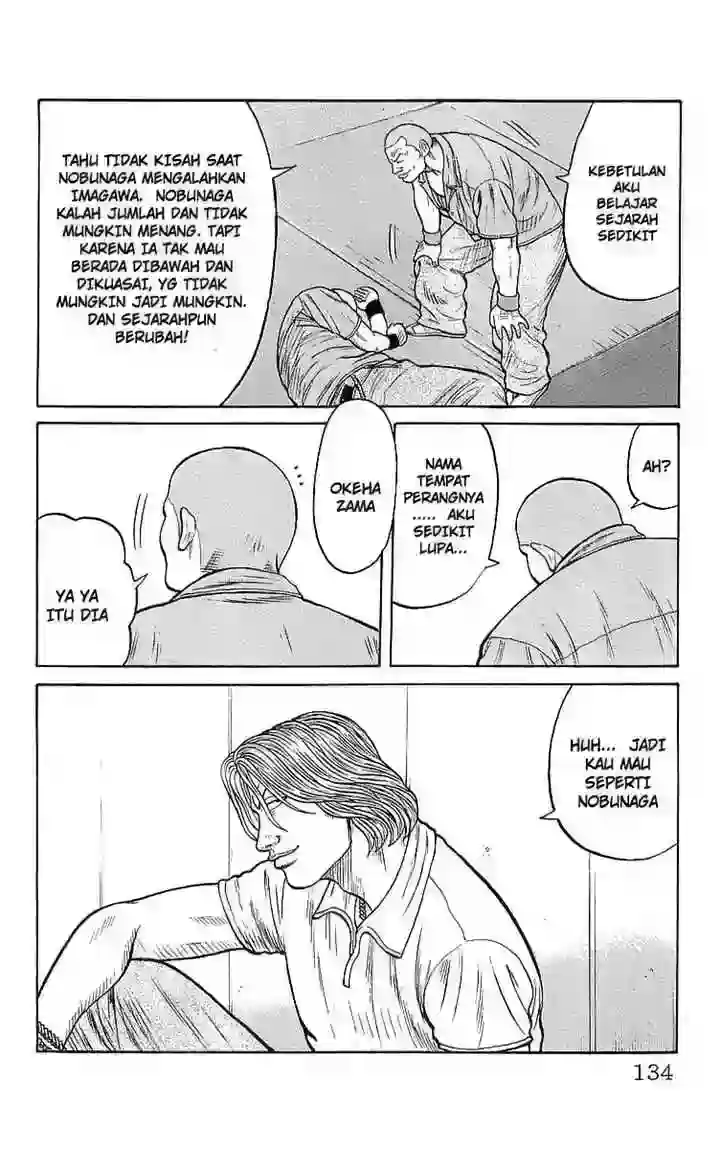 KEBETULAN
AKU
BELAJAR
SEJARAH
SEDIKIT
TAHU TIDAK KISAH SAAT
NOBUNAGA MENGALAHKAN
IMAGAWA. NOBUNAGA
KALAH JUMLAH DAN TIDAK
MUNGKIN MENANG. TAPI
KARENA IA TAK MAU
BERADA DIBAWAH DAN
DIKUASAI, YG TIDAK
MUNGKIN JADI MUNGKIN.
DAN SEJARAHPUN
BERUBAH!
AH?
NAMA
TEMPAT
PERANGNYA
..... AKU
SEDIKIT
LUPA...
OKEHA
ZAMA
...
YA YA
ITU DIA
HUH... JADI
KAU MAU
SEPERTI
NOBUNAGA
134